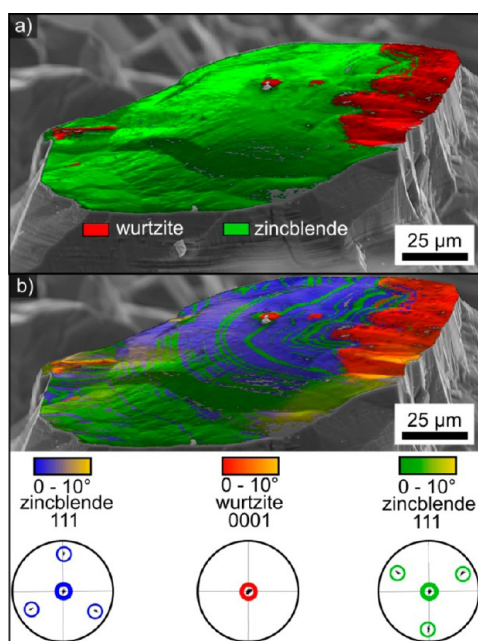 a)
wurtzite zincblende
25 µm
b)
25 µm
0 - 10° 0 - 10° 0 - 10°
zincblende wurtzite zincblende
111 0001 111